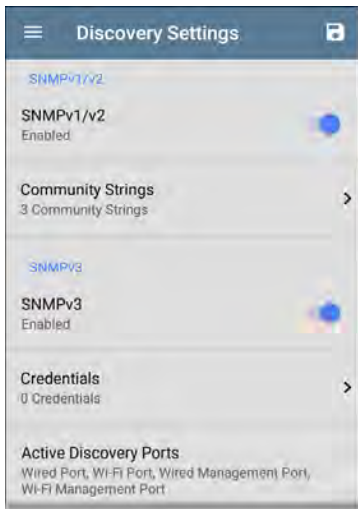 Discovery Settings
SNMPv1/v2
SNMPv1/v2
Enabled
Community Strings
3 Community Strings
SNMPv3
SNMPv3
Enabled
Credentials
0 Credentials
Active Discovery Ports
Wired Port, Wi-Fi Port, Wired Management Port,
Wi-Fi Management Port